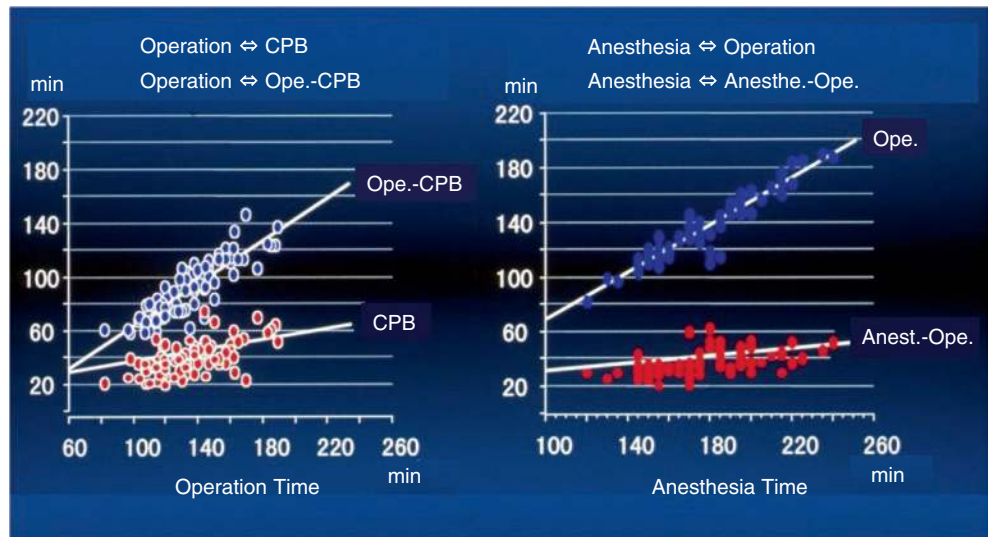 Operation ⇔ CPB
Operation ⇔ Ope.-CPB
min
220
180
140
100
60
20
Ope.-CPB
CPB
60 100 140 180 220 260
min
Operation Time
Anesthesia ⇔ Operation
Anesthesia ⇔ Anesthe.-Ope.
min
220
180
140
100
60
20
Ope.
Anest.-Ope.
100 140 180 220 260
min
Anesthesia Time